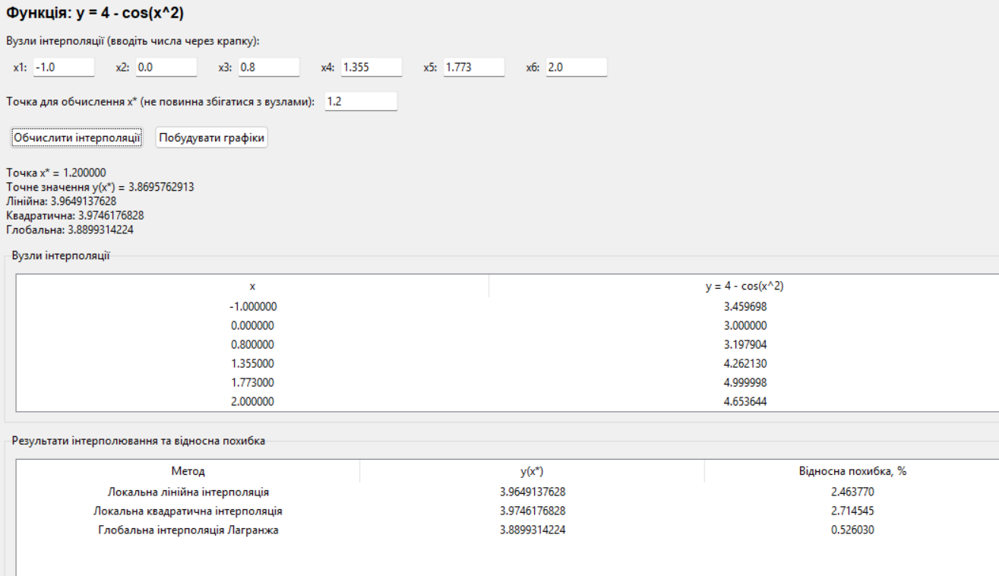 Функція: y = 4 - cos(x^2)
Вузли інтерполяції (вводіть числа через крапку):
x1: -1.0 x2: 0.0 x3: 0.8 x4: 1.355 x5: 1.773 x6: 2.0
Точка для обчислення x* (не повинна збігатися з вузлами): 1.2
Обчислити інтерполяції Побудувати графіки
Точка x* = 1.200000
Точне значення y(x*) = 3.8695762913
Лінійна: 3.9649137628
Квадратична: 3.9746176828
Глобальна: 3.8899314224
Вузли інтерполяції
x y = 4 - cos(x^2)
-1.000000 3.459698
0.000000 3.000000
0.800000 3.197904
1.355000 4.262130
1.773000 4.999998
2.000000 4.653644
Результати інтерполювання та відносна похибка
Метод y(x*) Відносна похибка, %
Локальна лінійна інтерполяція 3.9649137628 2.463770
Локальна квадратична інтерполяція 3.9746176828 2.714545
Глобальна інтерполяція Лагранжа 3.8899314224 0.526030